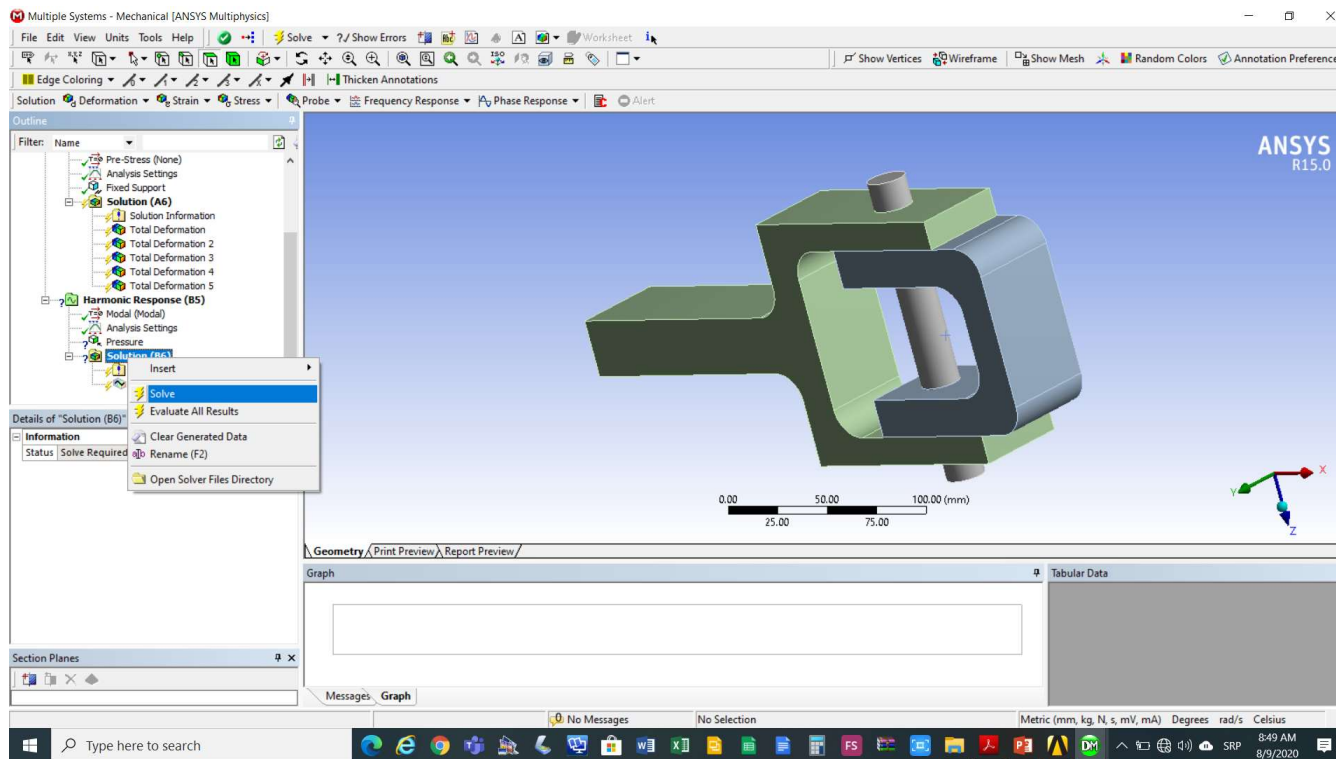 Multiple Systems - Mechanical [ANSYS Multiphysics]
File Edit View Units Tools Help Solve ?/ Show Errors A Worksheet
Show Vertices Wireframe Show Mesh Random Colors Annotation Preference
Edge Coloring Thicken Annotations
Solution Deformation Strain Stress Probe Frequency Response Phase Response Alert
Outline
Filter: Name
Pre-Stress (None)
Analysis Settings
Fixed Support
Solution (A6)
Solution Information
Total Deformation
Total Deformation 2
Total Deformation 3
Total Deformation 4
Total Deformation 5
Harmonic Response (B5)
Modal (Modal)
Analysis Settings
Pressure
Solution (B6)
Insert
Solve
Evaluate All Results
Clear Generated Data
Rename (F2)
Open Solver Files Directory
Details of "Solution (B6)"
Information
Status Solve Required
ANSYS
R15.0
0.00 50.00 100.00 (mm)
25.00 75.00
X
Y
Z
Geometry Print Preview Report Preview
Graph
Tabular Data
Section Planes
Messages Graph
0 No Messages No Selection Metric (mm, kg, N, s, mV, mA) Degrees rad/s Celsius
Type here to search
SRP 8:49 AM
8/9/2020